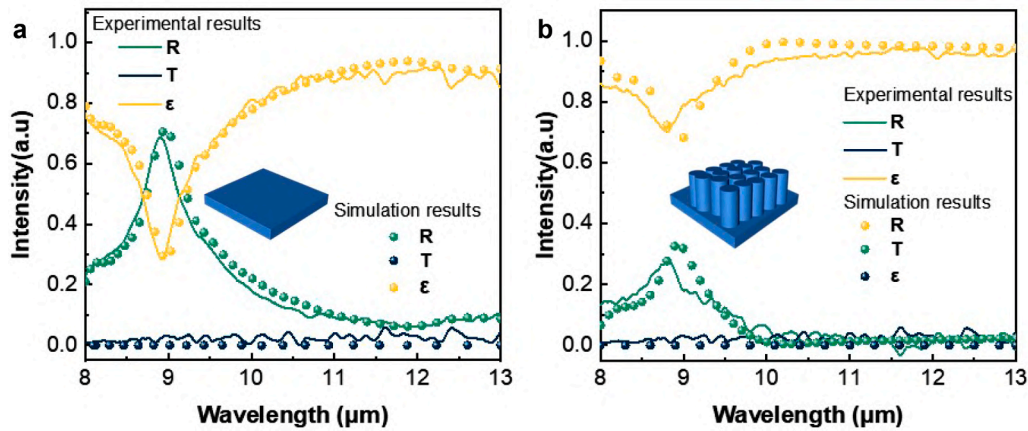 a
Experimental results
R
T
ε
Simulation results
R
T
ε
Intensity(a.u)
1.0
0.8
0.6
0.4
0.2
0.0
8
9
10
11
12
13
Wavelength (μm)
b
Experimental results
R
T
ε
Simulation results
R
T
ε
Intensity(a.u)
1.0
0.8
0.6
0.4
0.2
0.0
8
9
10
11
12
13
Wavelength (μm)